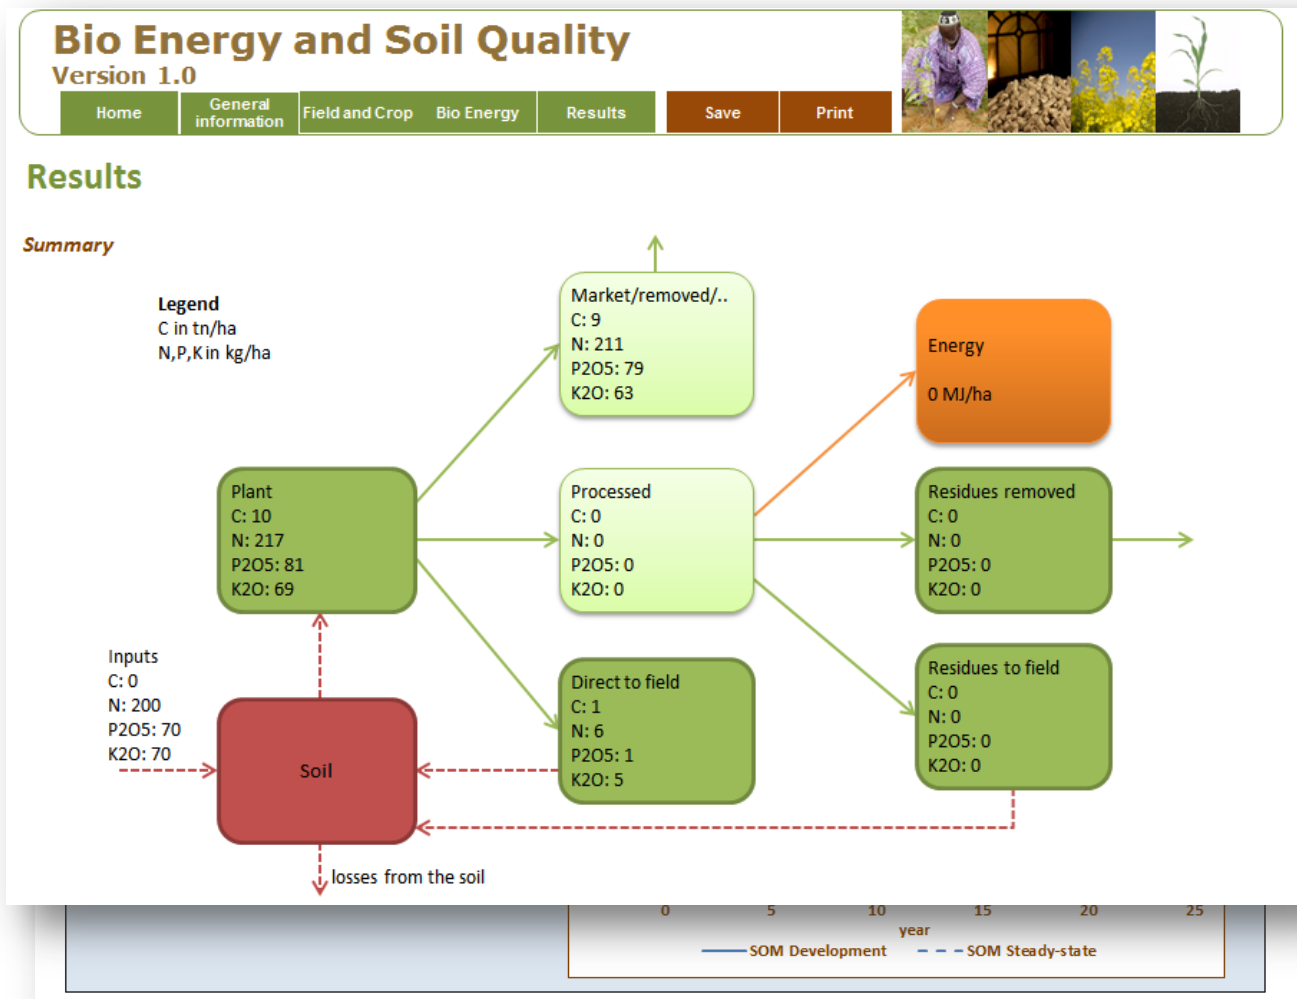 Bio Energy and Soil Quality
Version 1.0
Home
General
information
Field and Crop
Bio Energy
Results
Save
Print
Results
Summary
Legend
C in tn/ha
N,P,K in kg/ha
Market/removed/..
C: 9
N: 211
P2O5: 79
K2O: 63
Energy
0 MJ/ha
Plant
C: 10
N: 217
P2O5: 81
K2O: 69
Processed
C: 0
N: 0
P2O5: 0
K2O: 0
Residues removed
C: 0
N: 0
P2O5: 0
K2O: 0
Inputs
C: 0
N: 200
P2O5: 70
K2O: 70
Soil
Direct to field
C: 1
N: 6
P2O5: 1
K2O: 5
Residues to field
C: 0
N: 0
P2O5: 0
K2O: 0
losses from the soil
0 5 10 15 20 25
year
SOM Development SOM Steady-state